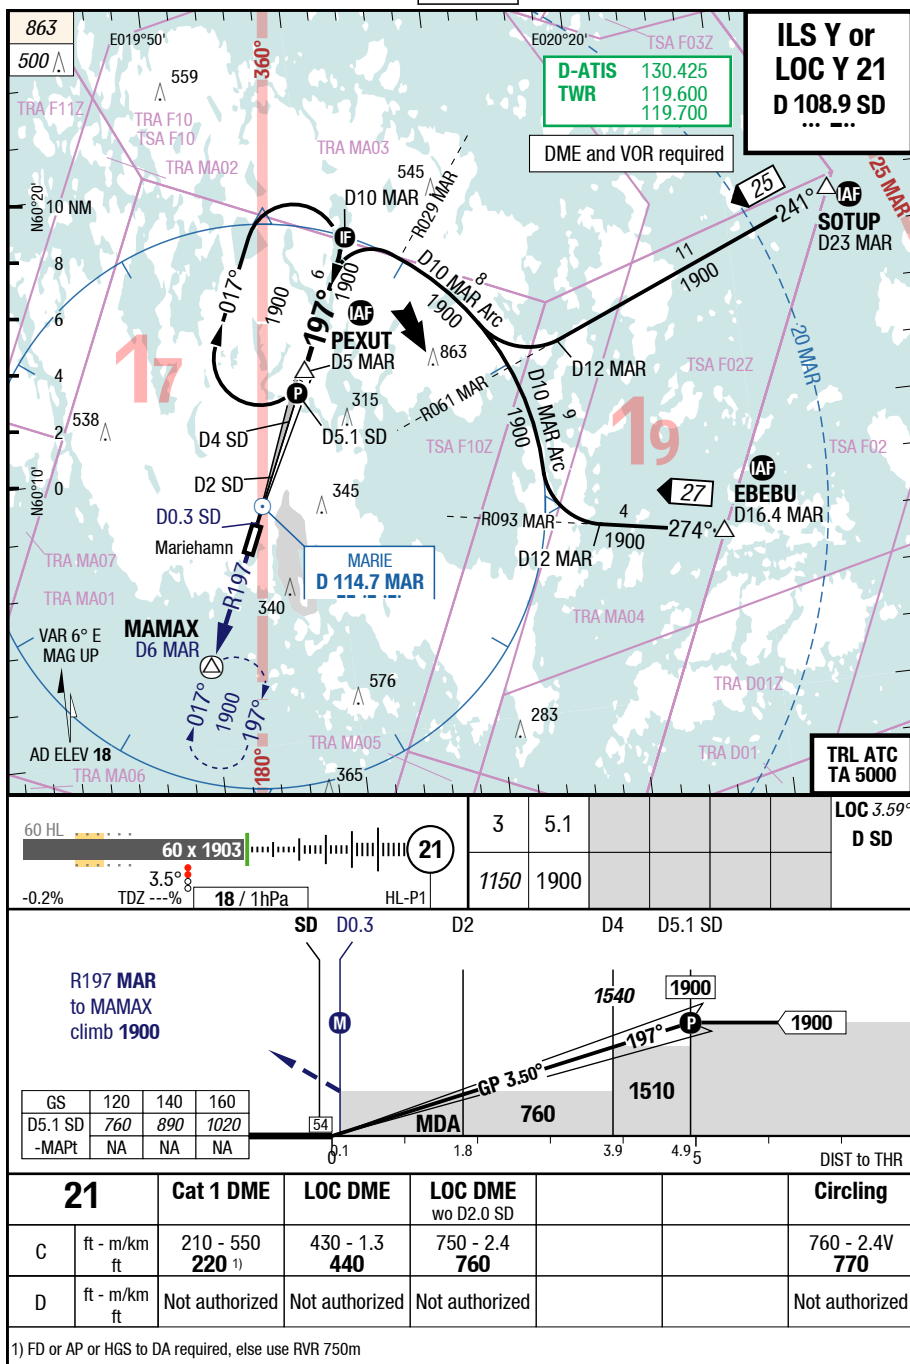 863
500
E019°50'
360°
E020°20'
TSA F03Z
ILS Y or
LOC Y 21
D 108.9 SD
D-ATIS 130.425
TWR 119.600
119.700
DME and VOR required
559
TRA F11Z
TRA F10
TSA F10
TRA MA02
TRA MA03
545
R029 MAR
25
241°
IAF
SOTUP
D23 MAR
025 MAR
N60°20'
10 NM
D10 MAR
IF
8
6
4
2
0
N60°10'
017°
1900
6
1900
197°
IAF
PEXUT
D5 MAR
D10 MAR Arc
8
1900
11
1900
863
D12 MAR
R061 MAR
D10 MAR Arc
9
1900
20 MAR
TSA F02Z
17
19
P
D5.1 SD
315
538
D4 SD
TSA F10Z
TSA F02
D2 SD
345
IAF
EBEBU
D16.4 MAR
27
274°
4
1900
R093 MAR
D12 MAR
D0.3 SD
Mariehamn
MARIE
D 114.7 MAR
TRA MA07
TRA MA01
340
R197
TRA MA04
VAR 6° E
MAG UP
MAMAX
D6 MAR
017°
1900
197°
576
283
TRA D01Z
AD ELEV 18
TRA MA06
180°
TRA MA05
365
TRA D01
TRL ATC
TA 5000
60 HL
60 x 1903
21
3.5°
-0.2%
TDZ ---%
18 / 1hPa
HL-P1
3 5.1
1150 1900
LOC 3.59°
D SD
SD D0.3 D2 D4 D5.1 SD
R197 MAR
to MAMAX
climb 1900
M
1540
1900
P
1900
197°
GP 3.50°
1510
760
MDA
54
GS 120 140 160
D5.1 SD 760 890 1020
-MAPt NA NA NA
0 0.1 1.8 3.9 4.9 5
DIST to THR
21 Cat 1 DME LOC DME LOC DME Circling
wo D2.0 SD
C ft - m/km 210 - 550 430 - 1.3 750 - 2.4 760 - 2.4V
ft 220 1) 440 760 770
D ft - m/km Not authorized Not authorized Not authorized Not authorized
ft
1) FD or AP or HGS to DA required, else use RVR 750m